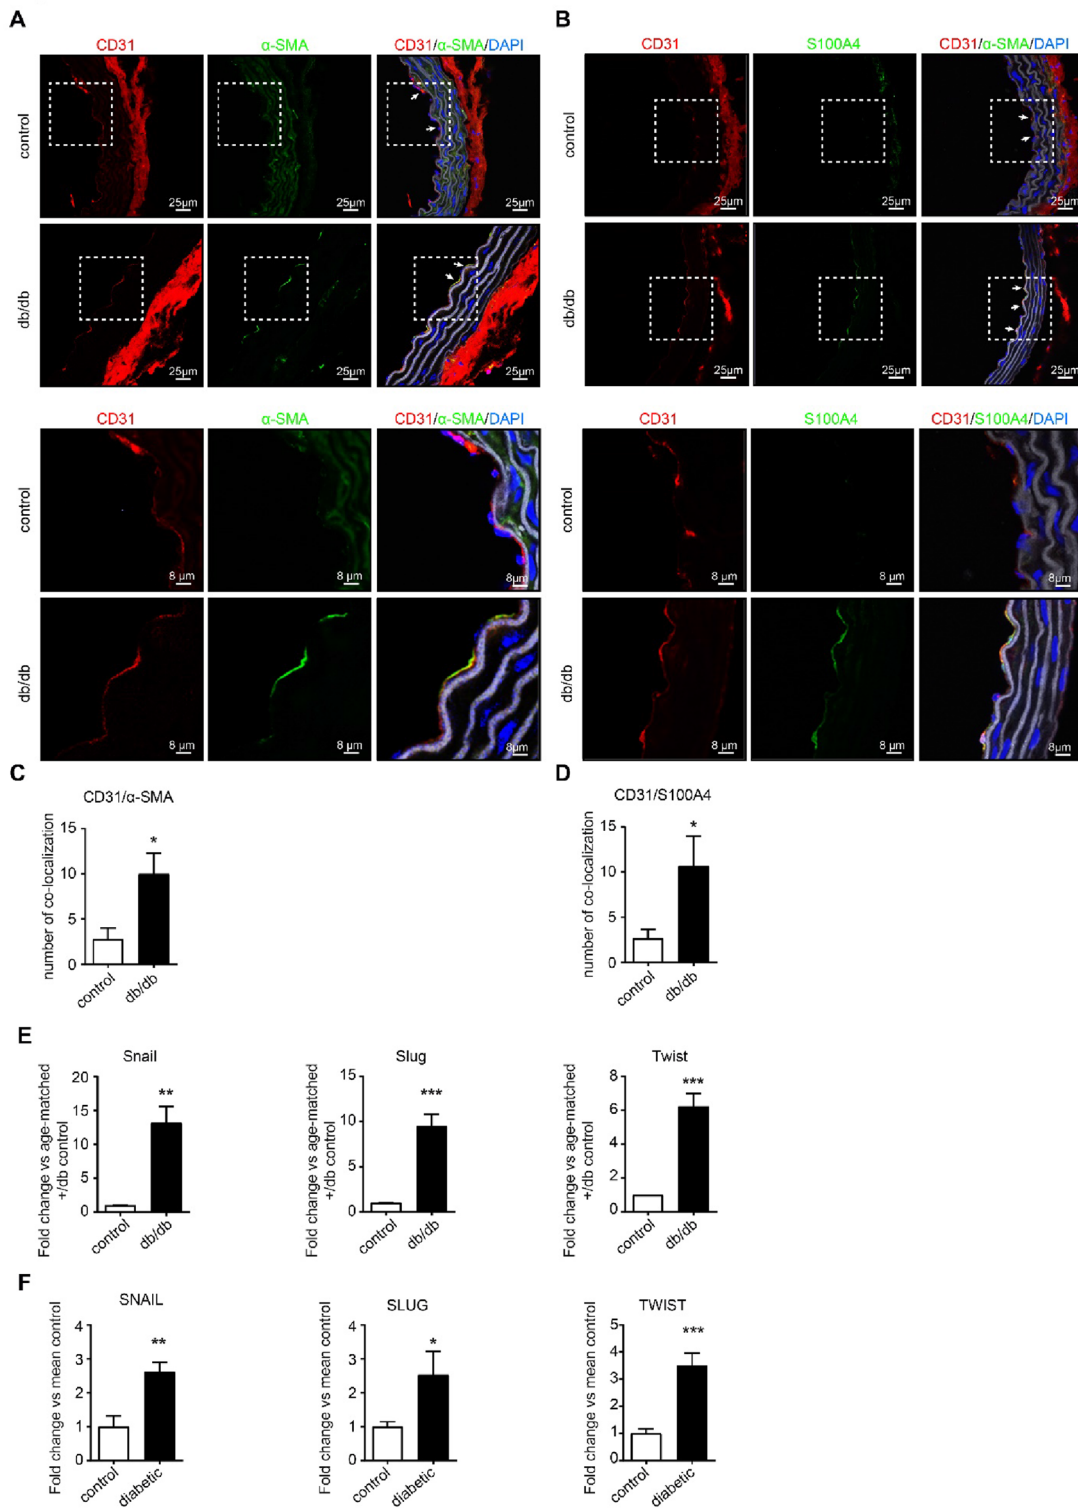 A
CD31
α-SMA
CD31/α-SMA/DAPI
control
25µm
25µm
25µm
db/db
25µm
25µm
25µm
CD31
α-SMA
CD31/α-SMA/DAPI
control
8 µm
8 µm
8µm
db/db
8 µm
8 µm
8µm
B
CD31
S100A4
CD31/α-SMA/DAPI
control
25µm
25µm
25µm
db/db
25µm
25µm
25µm
CD31
S100A4
CD31/S100A4/DAPI
control
8 µm
8 µm
8µm
db/db
8 µm
8 µm
8µm
C
CD31/α-SMA
number of co-localization
15
10
5
0
*
control
db/db
D
CD31/S100A4
number of co-localization
15
10
5
0
*
control
db/db
E
Snail
Fold change vs age-matched
+/db control
20
15
10
5
0
**
control
db/db
Slug
Fold change vs age-matched
+/db control
15
10
5
0
***
control
db/db
Twist
Fold change vs age-matched
+/db control
8
6
4
2
0
***
control
db/db
F
SNAIL
Fold change vs mean control
4
3
2
1
0
**
control
diabetic
SLUG
Fold change vs mean control
4
3
2
1
0
*
control
diabetic
TWIST
Fold change vs mean control
5
4
3
2
1
0
***
control
diabetic